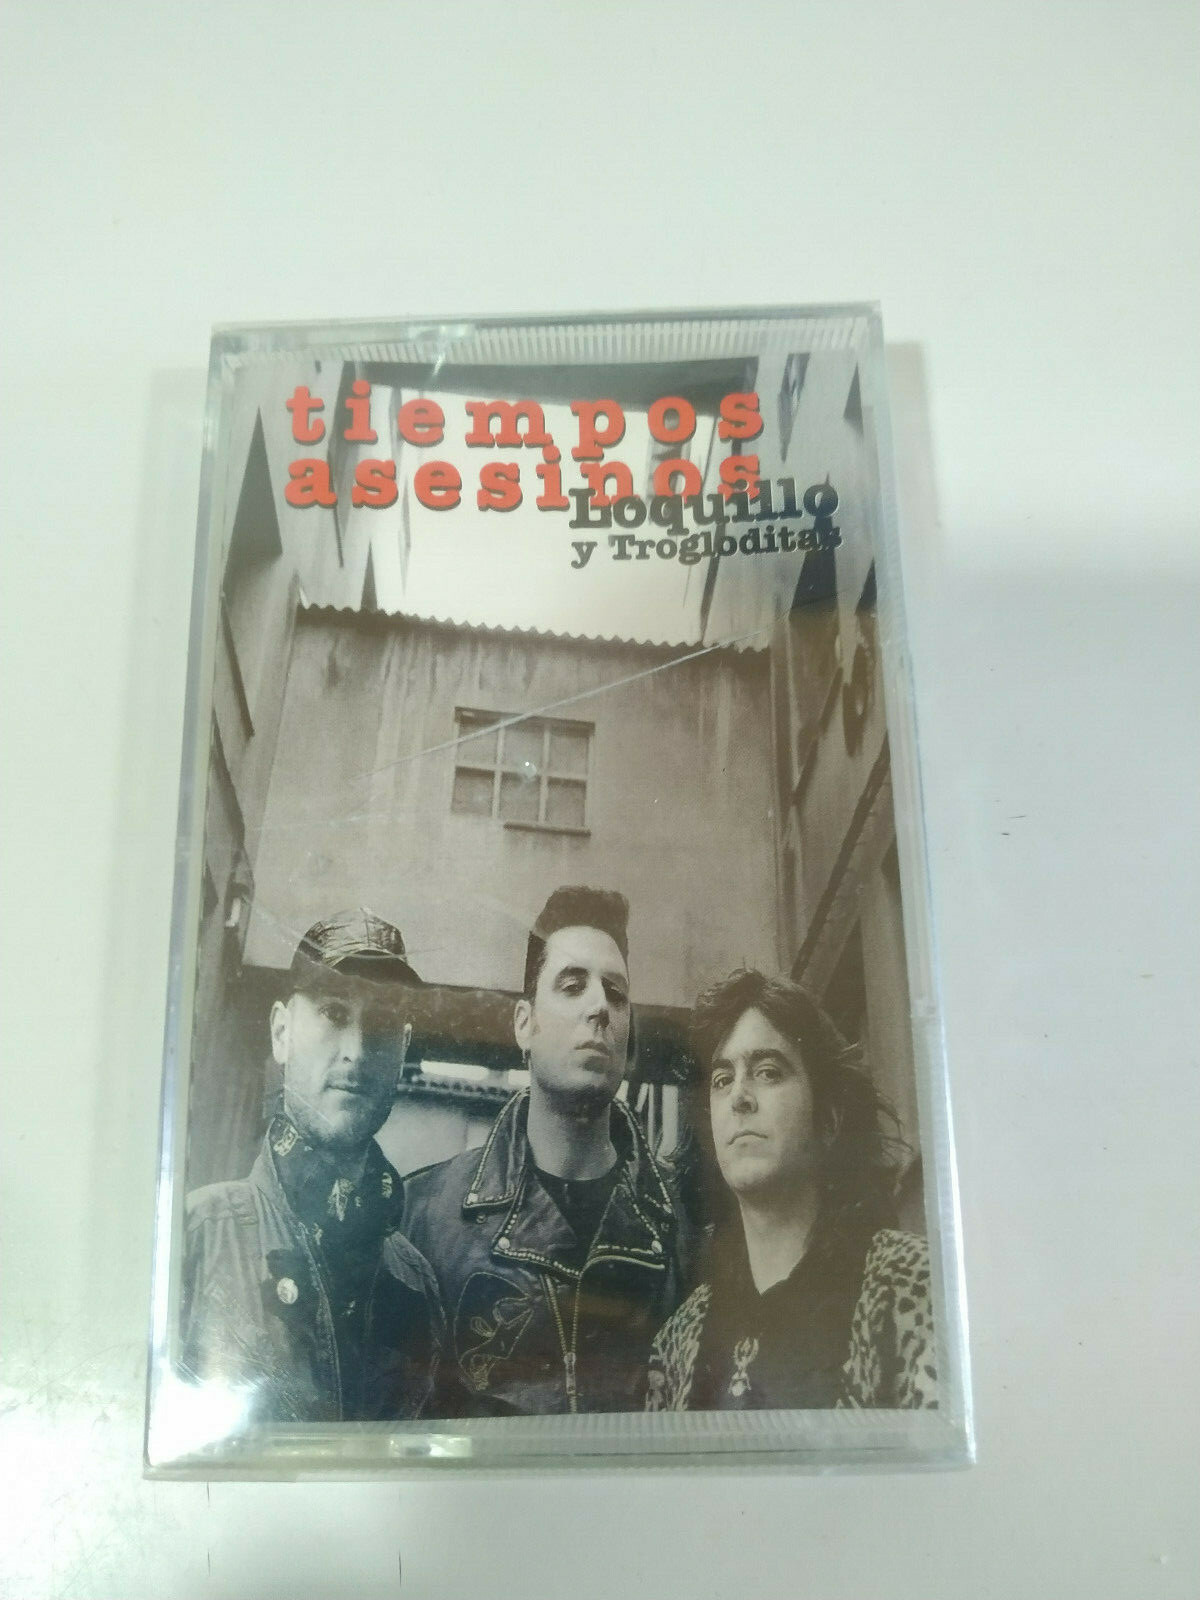 tiempos
asesinos
Loquillo
y Trogloditas